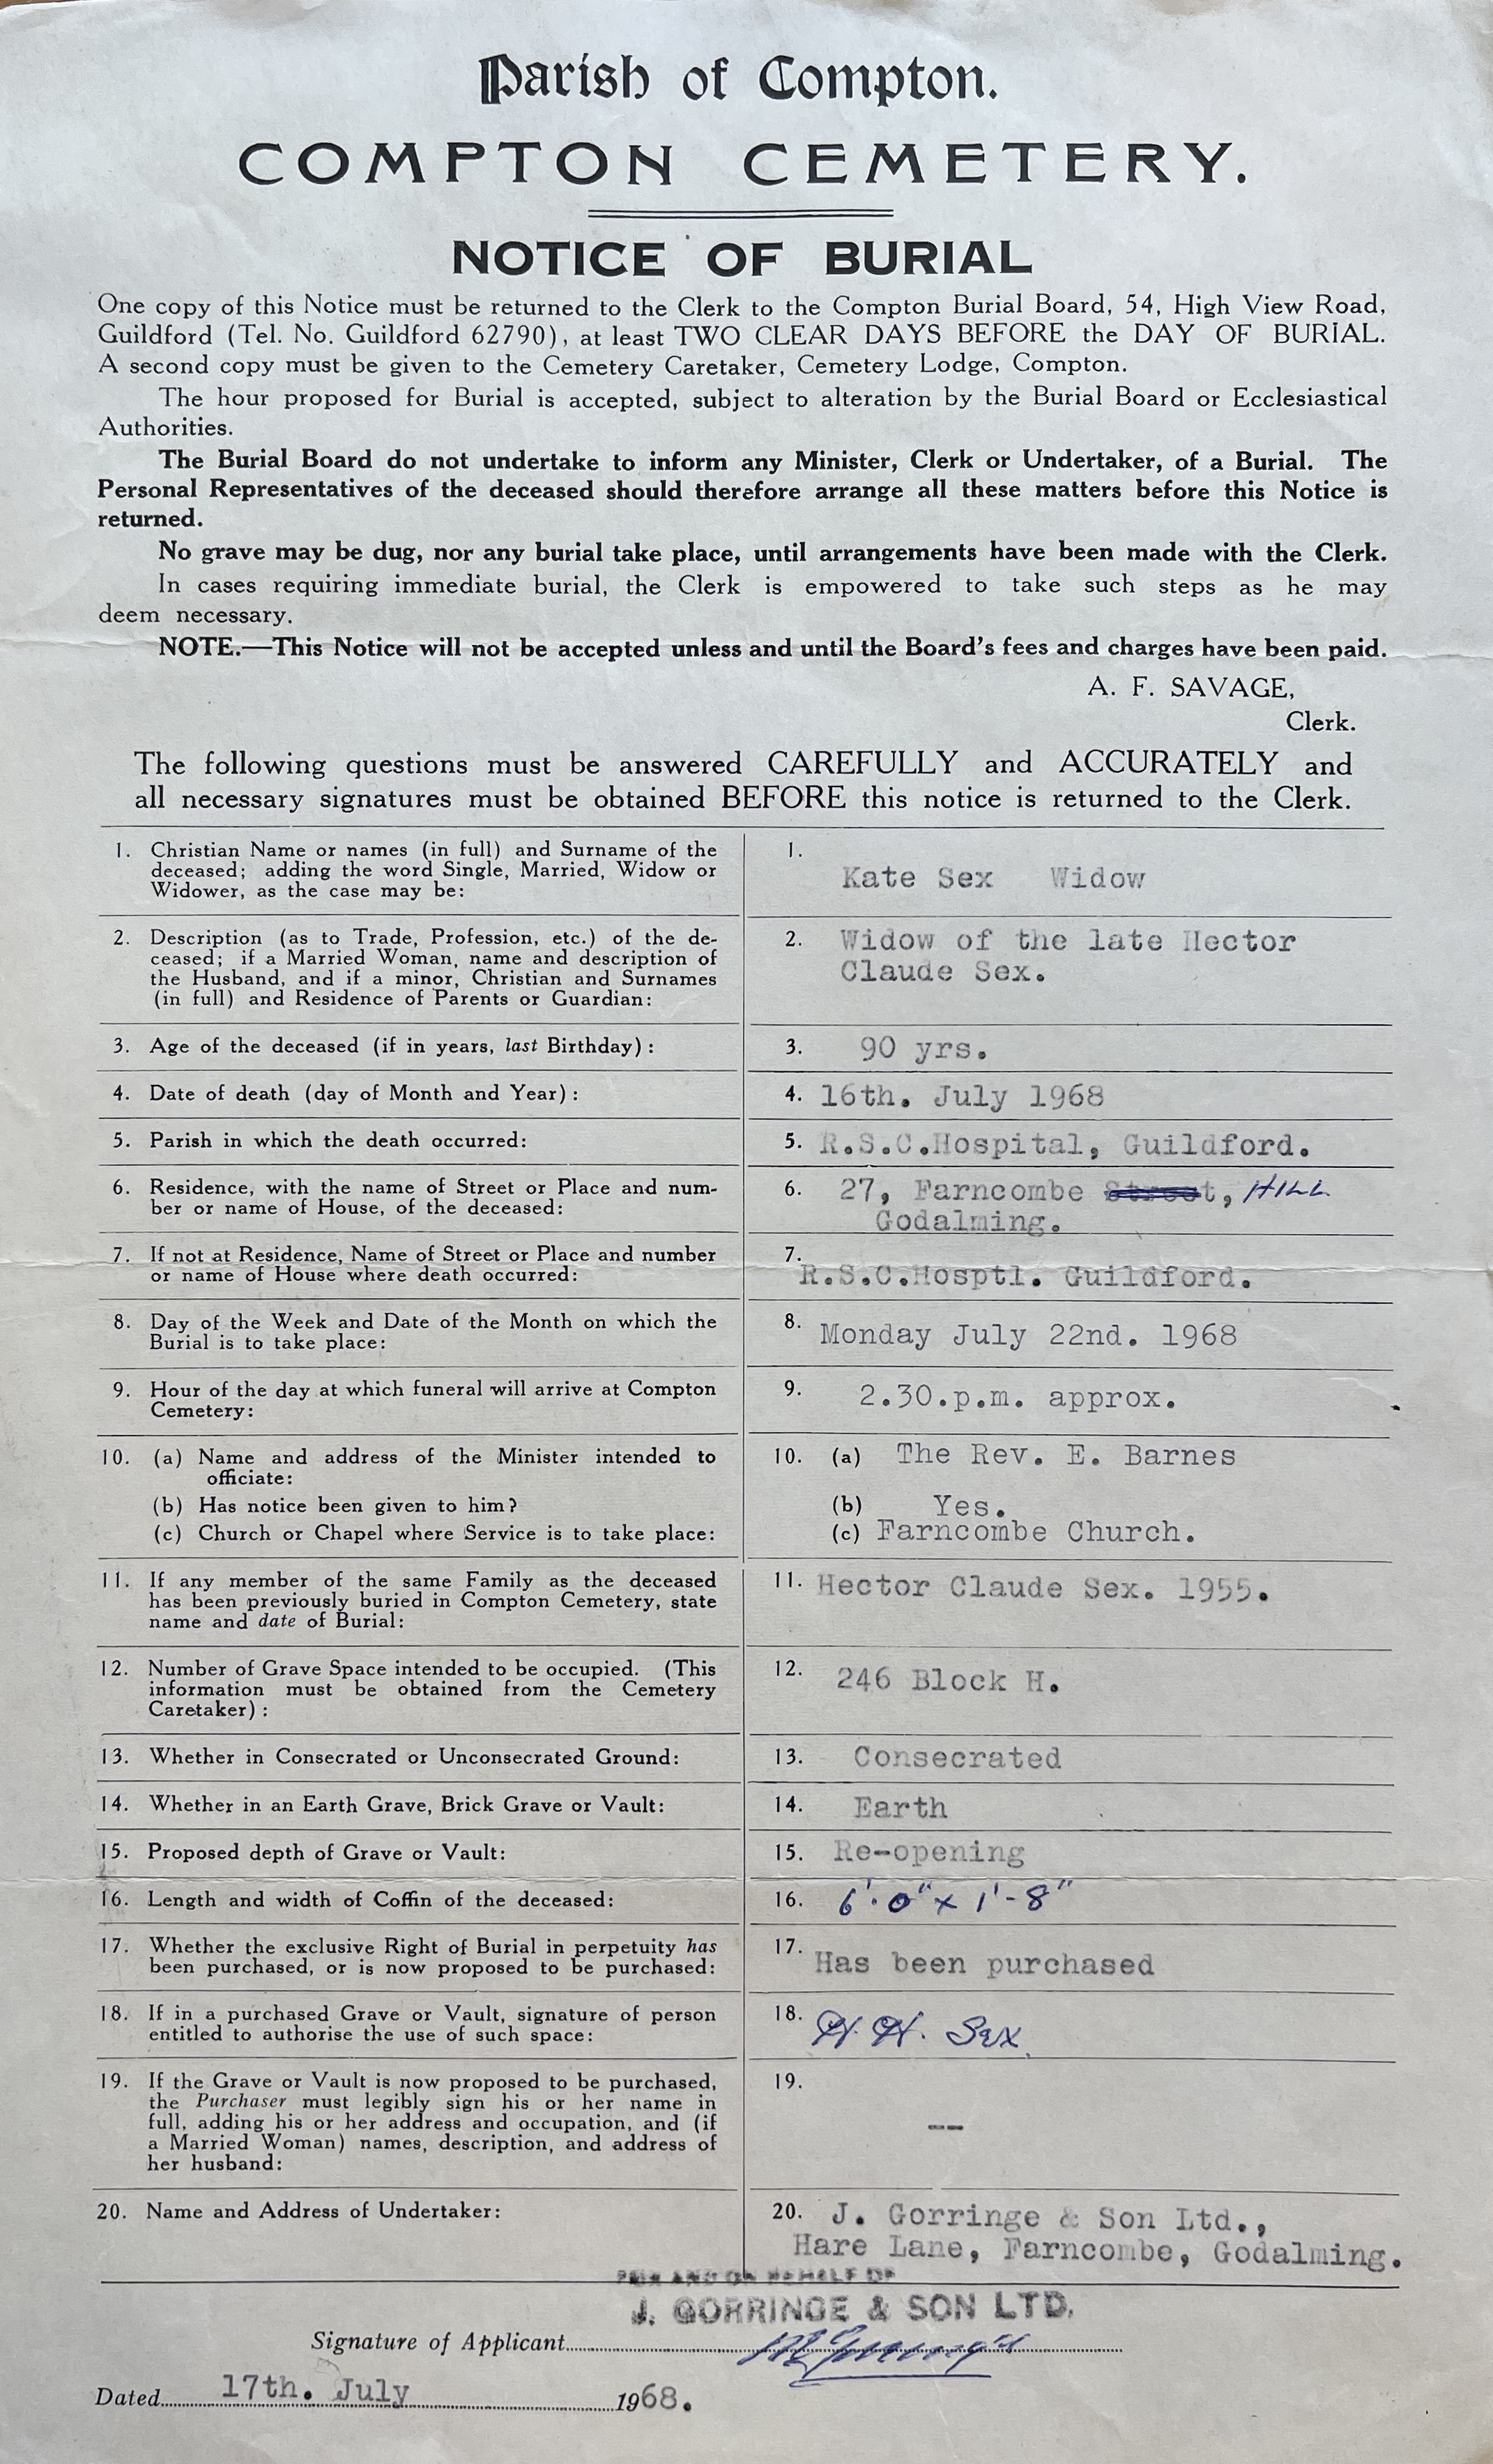 Parish of Compton.
COMPTON CEMETERY.
NOTICE OF BURIAL
One copy of this Notice must be returned to the Clerk to the Compton Burial Board, 54, High View Road,
Guildford (Tel. No. Guildford 62790), at least TWO CLEAR DAYS BEFORE the DAY OF BURIAL.
A second copy must be given to the Cemetery Caretaker, Cemetery Lodge, Compton.
The hour proposed for Burial is accepted, subject to alteration by the Burial Board or Ecclesiastical
Authorities.
The Burial Board do not undertake to inform any Minister, Clerk or Undertaker, of a Burial. The
Personal Representatives of the deceased should therefore arrange all these matters before this Notice is
returned.
No grave may be dug, nor any burial take place, until arrangements have been made with the Clerk.
In cases requiring immediate burial, the Clerk is empowered to take such steps as he may
deem necessary.
NOTE.—This Notice will not be accepted unless and until the Board's fees and charges have been paid.
A. F. SAVAGE,
Clerk.
The following questions must be answered CAREFULLY and ACCURATELY and
all necessary signatures must be obtained BEFORE this notice is returned to the Clerk.
1. Christian Name or names (in full) and Surname of the
deceased; adding the word Single, Married, Widow or
Widower, as the case may be:
1.
Kate Sex Widow
2. Description (as to Trade, Profession, etc.) of the de-
ceased; if a Married Woman, name and description of
the Husband, and if a minor, Christian and Surnames
(in full) and Residence of Parents or Guardian:
2. Widow of the late Hector
Claude Sex.
3. Age of the deceased (if in years, last Birthday):
3. 90 yrs.
4. Date of death (day of Month and Year):
4. 16th. July 1968
5. Parish in which the death occurred:
5. R.S.C.Hospital, Guildford.
6. Residence, with the name of Street or Place and num-
ber or name of House, of the deceased:
6. 27, Farncombe Street, HILL
Godalming.
7. If not at Residence, Name of Street or Place and number
or name of House where death occurred:
7.
R.S.C.Hosptl. Guildford.
8. Day of the Week and Date of the Month on which the
Burial is to take place:
8. Monday July 22nd. 1968
9. Hour of the day at which funeral will arrive at Compton
Cemetery:
9. 2.30.p.m. approx.
10. (a) Name and address of the Minister intended to
officiate:
(b) Has notice been given to him?
(c) Church or Chapel where Service is to take place:
10. (a) The Rev. E. Barnes
(b) Yes.
(c) Farncombe Church.
11. If any member of the same Family as the deceased
has been previously buried in Compton Cemetery, state
name and date of Burial:
11. Hector Claude Sex. 1955.
12. Number of Grave Space intended to be occupied. (This
information must be obtained from the Cemetery
Caretaker):
12. 246 Block H.
13. Whether in Consecrated or Unconsecrated Ground:
13. Consecrated
14. Whether in an Earth Grave, Brick Grave or Vault:
14. Earth
15. Proposed depth of Grave or Vault:
15. Re-opening
16. Length and width of Coffin of the deceased:
16. 6'·0" x 1'-8"
17. Whether the exclusive Right of Burial in perpetuity has
been purchased, or is now proposed to be purchased:
17. Has been purchased
18. If in a purchased Grave or Vault, signature of person
entitled to authorise the use of such space:
18. H. H. Sex.
19. If the Grave or Vault is now proposed to be purchased,
the Purchaser must legibly sign his or her name in
full, adding his or her address and occupation, and (if
a Married Woman) names, description, and address of
her husband:
19.
--
20. Name and Address of Undertaker:
20. J. Gorringe & Son Ltd.,
Hare Lane, Farncombe, Godalming.
FOR AND ON BEHALF OF
J. GORRINGE & SON LTD.
Signature of Applicant
Dated 17th. July 1968.